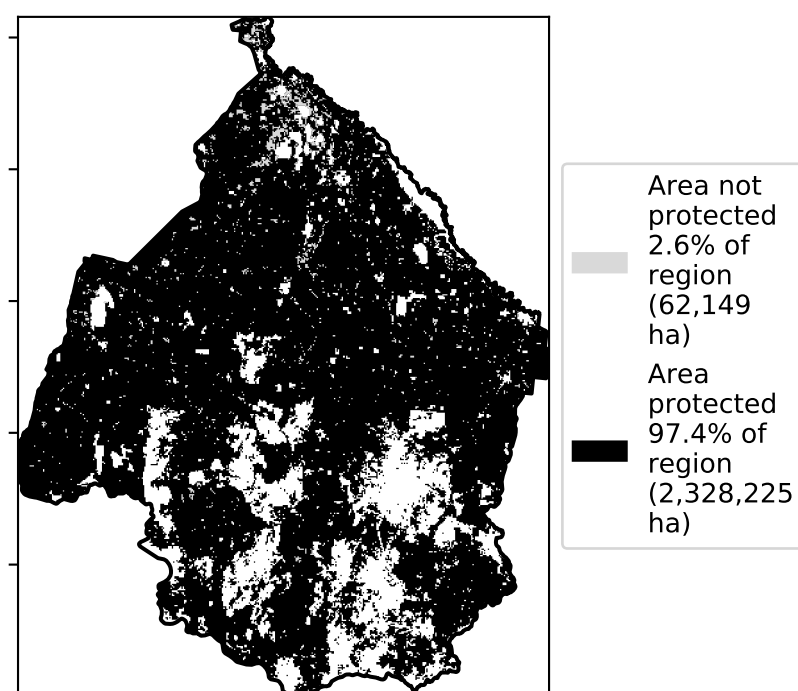 Area not
protected
2.6% of
region
(62,149
ha)
Area
protected
97.4% of
region
(2,328,225
ha)